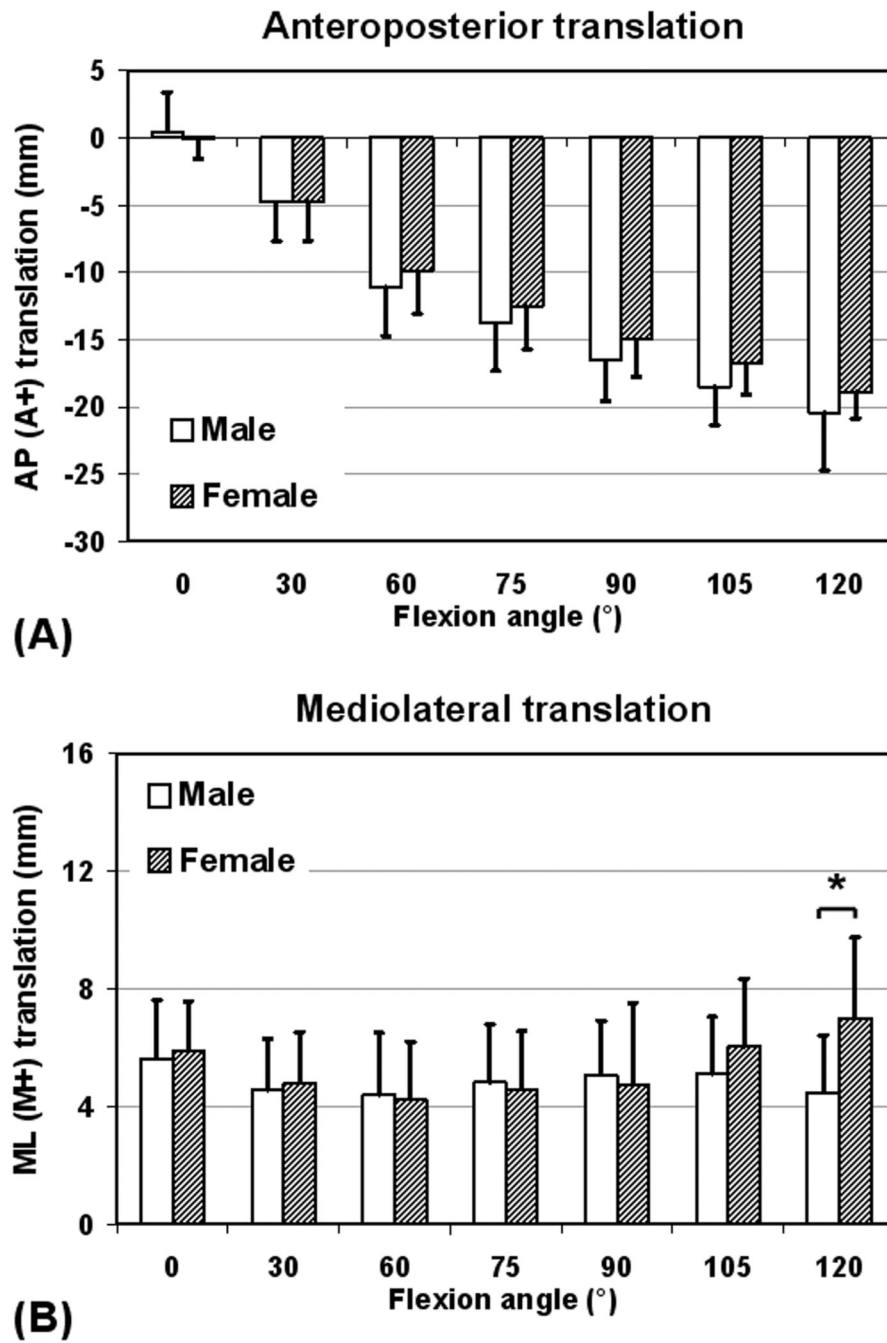 Anteroposterior translation
AP (A+) translation (mm)
5
0
-5
-10
-15
-20
-25
-30
Male
Female
0 30 60 75 90 105 120
Flexion angle (°)
(A)
Mediolateral translation
ML (M+) translation (mm)
16
12
8
4
0
Male
Female
*
0 30 60 75 90 105 120
Flexion angle (°)
(B)